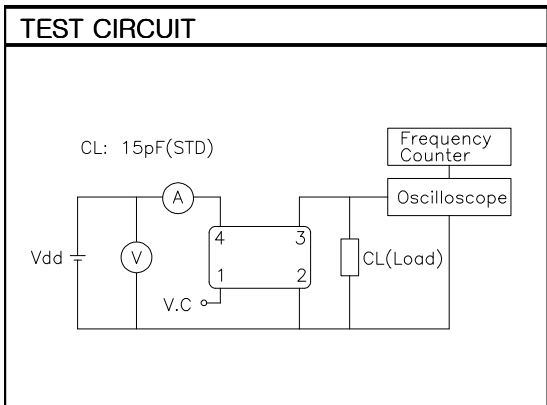 TEST CIRCUIT
CL: 15pF(STD)
Frequency
Counter
A
Oscilloscope
4 3
Vdd
V
CL(Load)
1 2
V.C